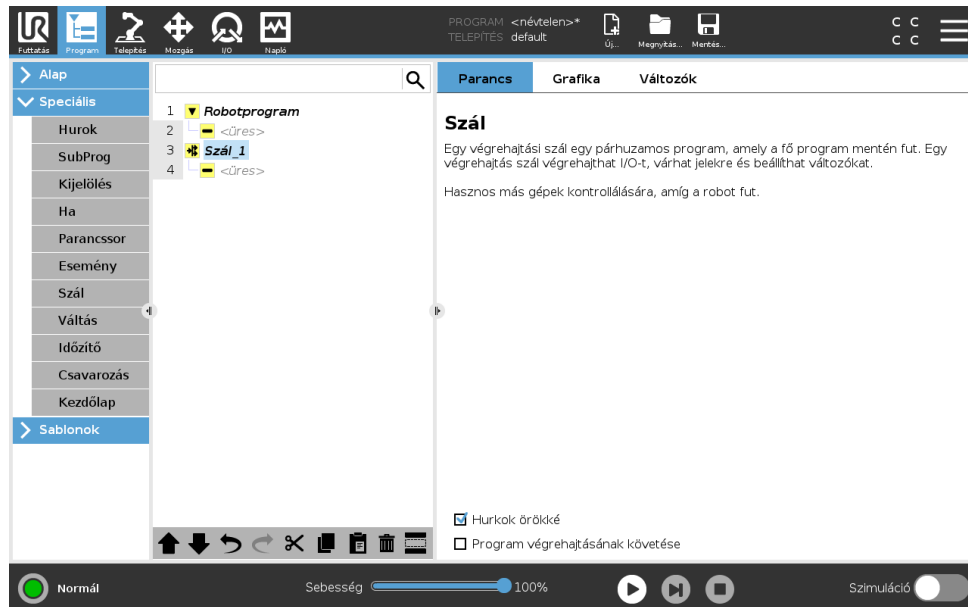 UR
PROGRAM <névtelen>*
TELEPÍTÉS default
Futtatás Program Telepítés Mozgás I/O Napló
Új... Megnyitás... Mentés...
C C
C C
Alap
Speciális
Hurok
SubProg
Kijelölés
Ha
Parancssor
Esemény
Szál
Váltás
Időzítő
Csavarozás
Kezdőlap
Sablonok
1 Robotprogram
2 <üres>
3 Szál_1
4 <üres>
Parancs Grafika Változók
Szál
Egy végrehajtási szál egy párhuzamos program, amely a fő program mentén fut. Egy
végrehajtás szál végrehajthat I/O-t, várhat jelekre és beállíthat változókat.
Hasznos más gépek kontrollálására, amíg a robot fut.
Hurkok örökké
Program végrehajtásának követése
Normál
Sebesség 100%
Szimuláció